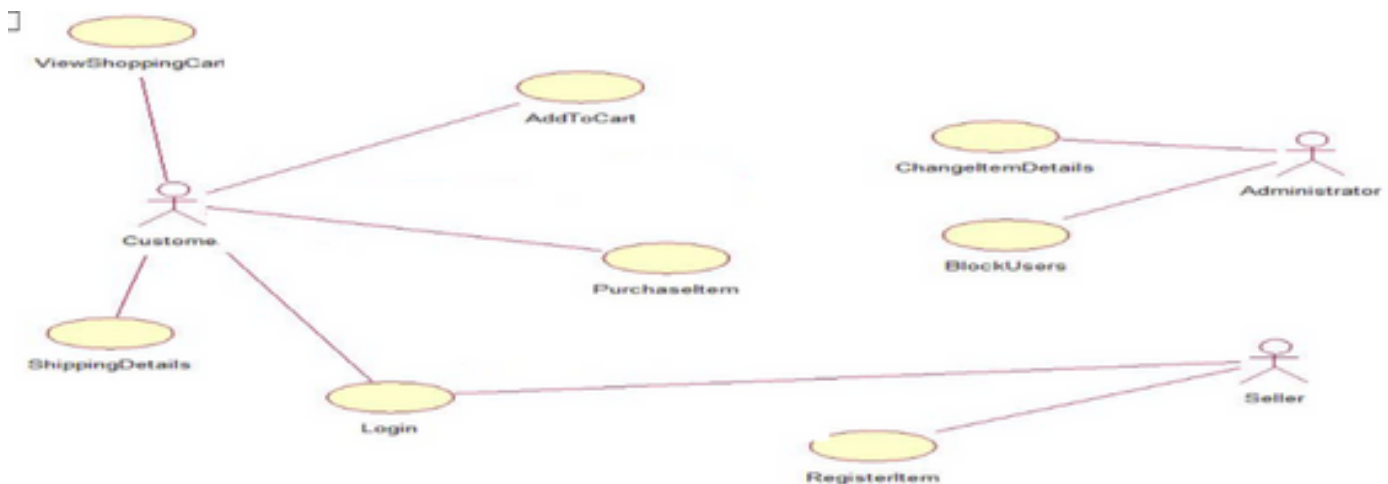 ViewShoppingCart
AddToCart
ChangeItemDetails
Administrator
Custome
BlockUsers
PurchaseItem
ShippingDetails
Login
Seller
RegisterItem